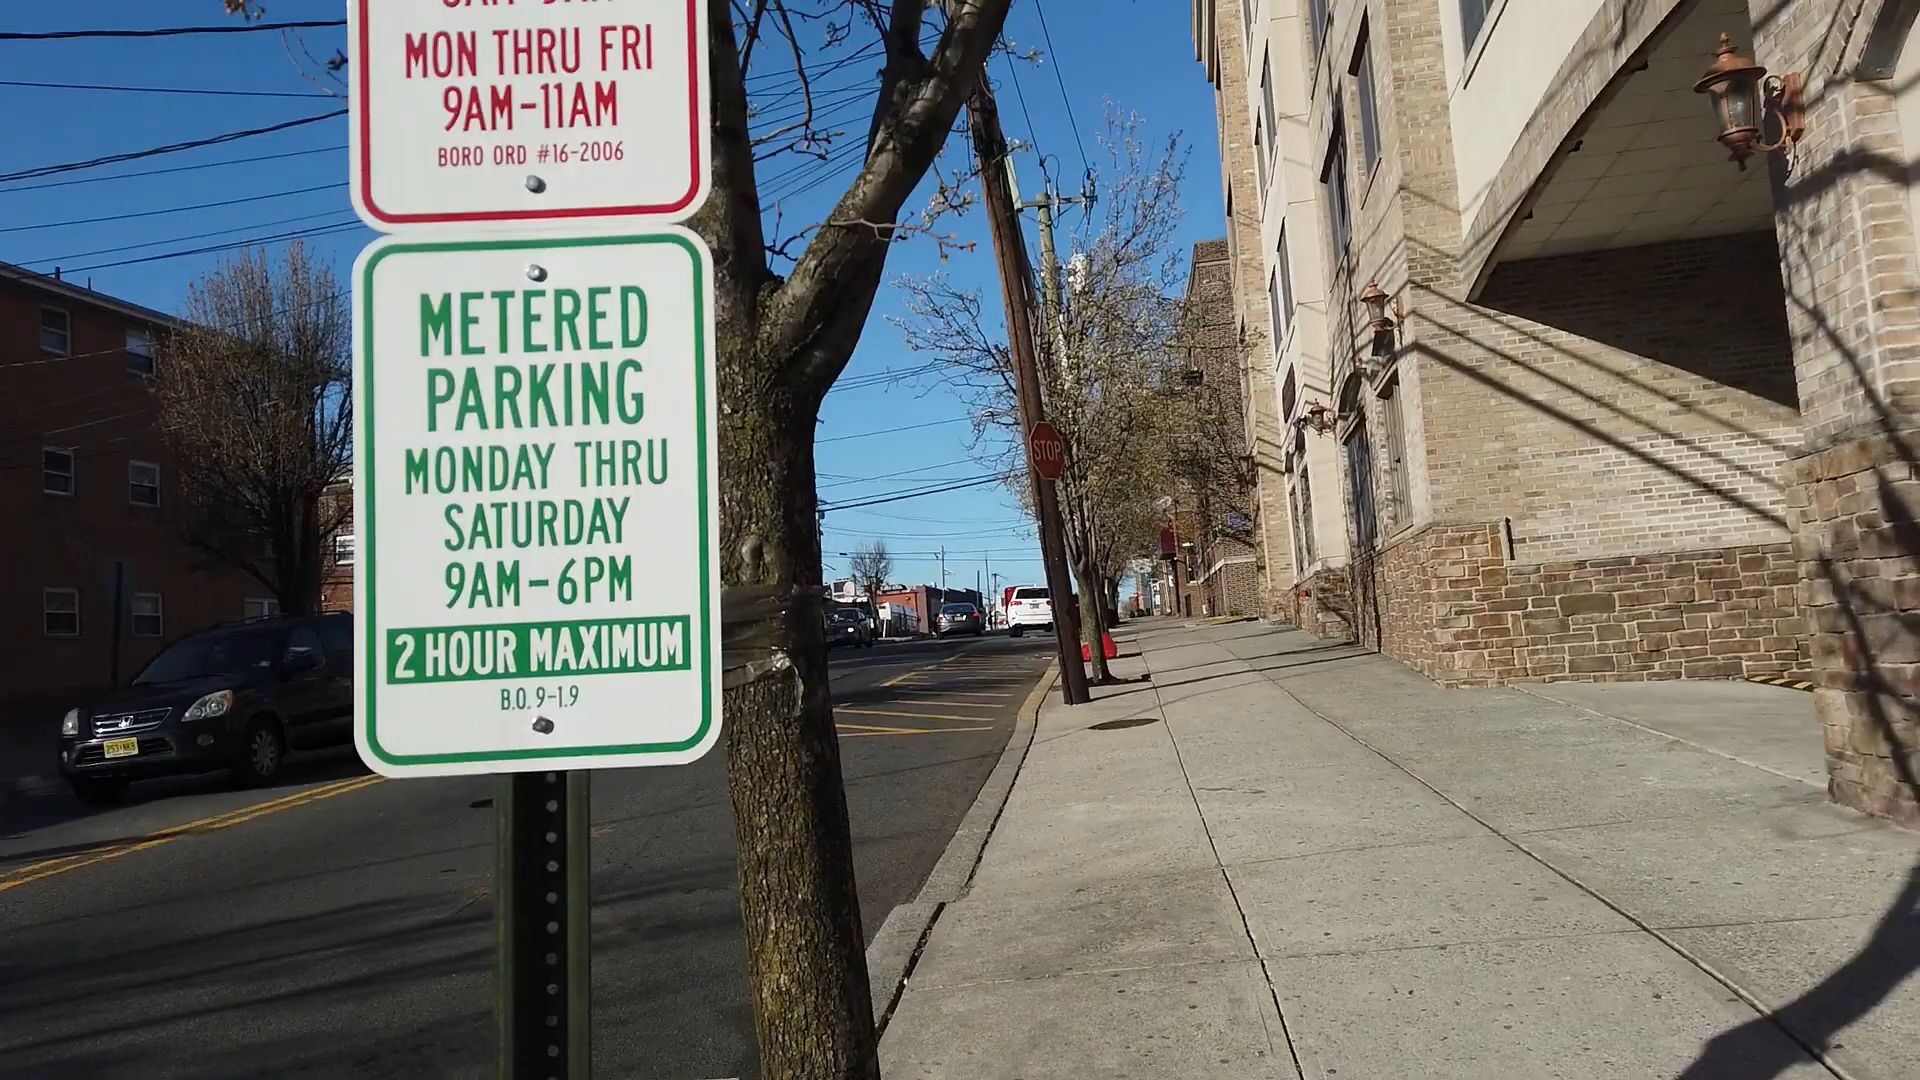 MON THRU FRI
9AM-11AM
BORO ORD #16-2006
METERED
PARKING
MONDAY THRU
SATURDAY
9AM-6PM
2 HOUR MAXIMUM
B.O. 9-1.9
STOP